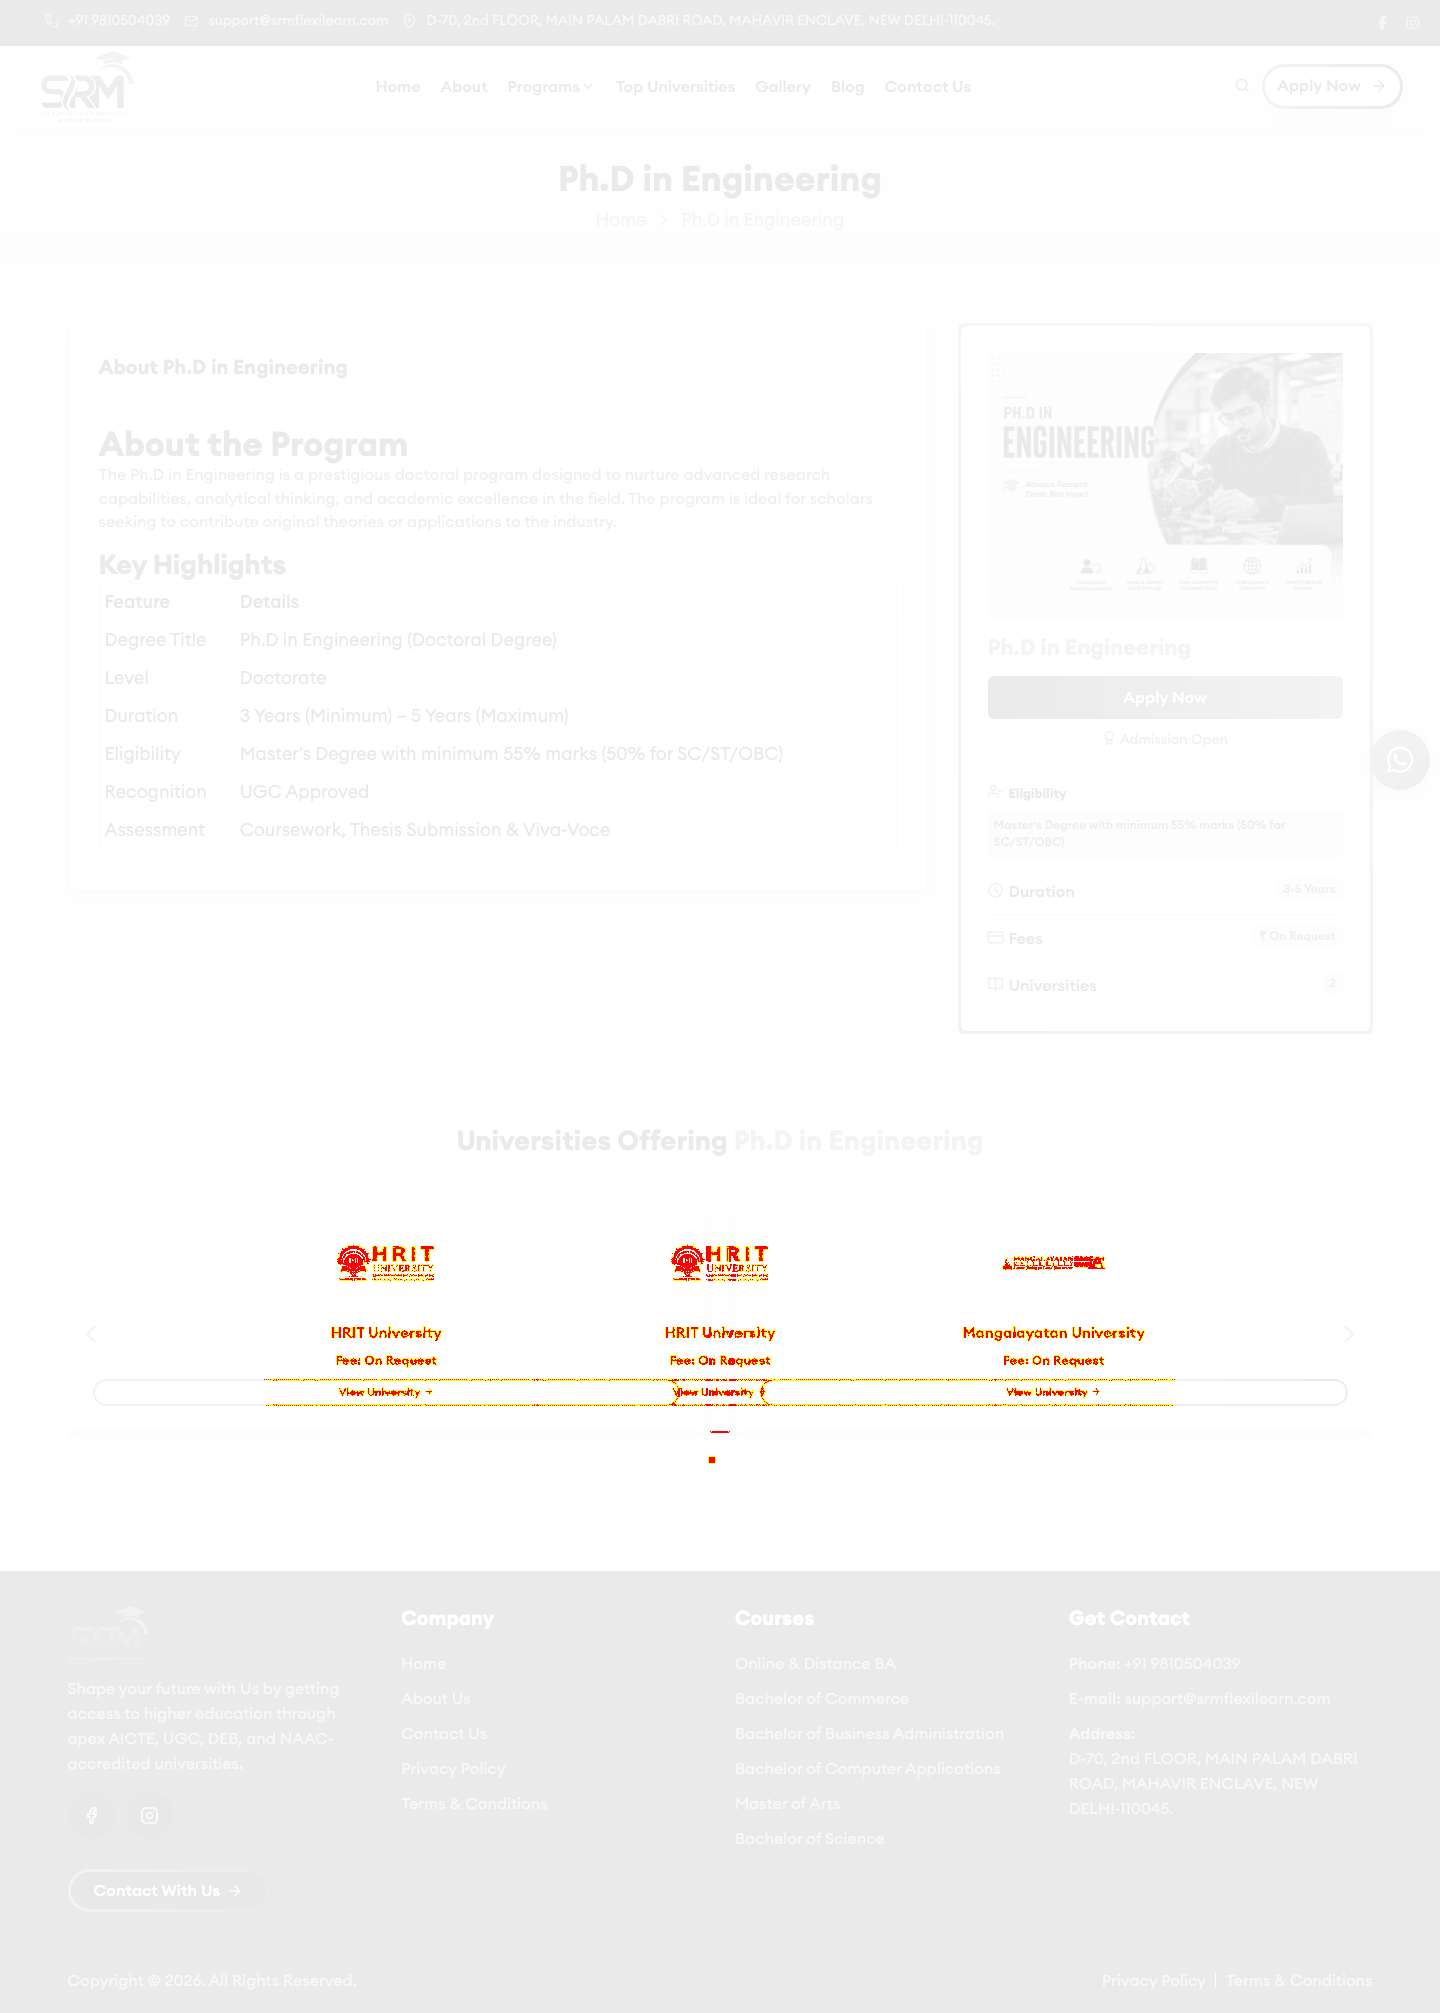 +91 9810504039 support@srmflexilearn.com D-70, 2nd FLOOR, MAIN PALAM DABRI ROAD, MAHAVIR ENCLAVE, NEW DELHI-110045.
SRM
Home About Programs Top Universities Gallery Blog Contact Us
Apply Now
Ph.D in Engineering
Home Ph.D in Engineering
About Ph.D in Engineering
About the Program
The Ph.D in Engineering is a prestigious doctoral program designed to nurture advanced research
capabilities, analytical thinking, and academic excellence in the field. The program is ideal for scholars
seeking to contribute original theories or applications to the industry.
Key Highlights
Feature Details
Degree Title Ph.D in Engineering (Doctoral Degree)
Level Doctorate
Duration 3 Years (Minimum) – 5 Years (Maximum)
Eligibility Master's Degree with minimum 55% marks (50% for SC/ST/OBC)
Recognition UGC Approved
Assessment Coursework, Thesis Submission & Viva-Voce
PH.D IN
ENGINEERING
Advance Research.
Create Real Impact.
Ph.D in Engineering
Apply Now
Admission Open
Eligibility
Master's Degree with minimum 55% marks (50% for
SC/ST/OBC)
Duration 3-5 Years
Fees ₹ On Request
Universities 2
Universities Offering Ph.D in Engineering
HRIT
UNIVERSITY
HRIT University
Fee: On Request
View University
HRIT
UNIVERSITY
HRIT University
Fee: On Request
View University
MANGALAYATAN
Mangalayatan University
Fee: On Request
View University
SRM
Shape your future with Us by getting
access to higher education through
apex AICTE, UGC, DEB, and NAAC-
accredited universities.
Contact With Us
Company
Home
About Us
Contact Us
Privacy Policy
Terms & Conditions
Courses
Online & Distance BA
Bachelor of Commerce
Bachelor of Business Administration
Bachelor of Computer Applications
Master of Arts
Bachelor of Science
Get Contact
Phone: +91 9810504039
E-mail: support@srmflexilearn.com
Address:
D-70, 2nd FLOOR, MAIN PALAM DABRI
ROAD, MAHAVIR ENCLAVE, NEW
DELHI-110045.
Copyright © 2026. All Rights Reserved.
Privacy Policy | Terms & Conditions